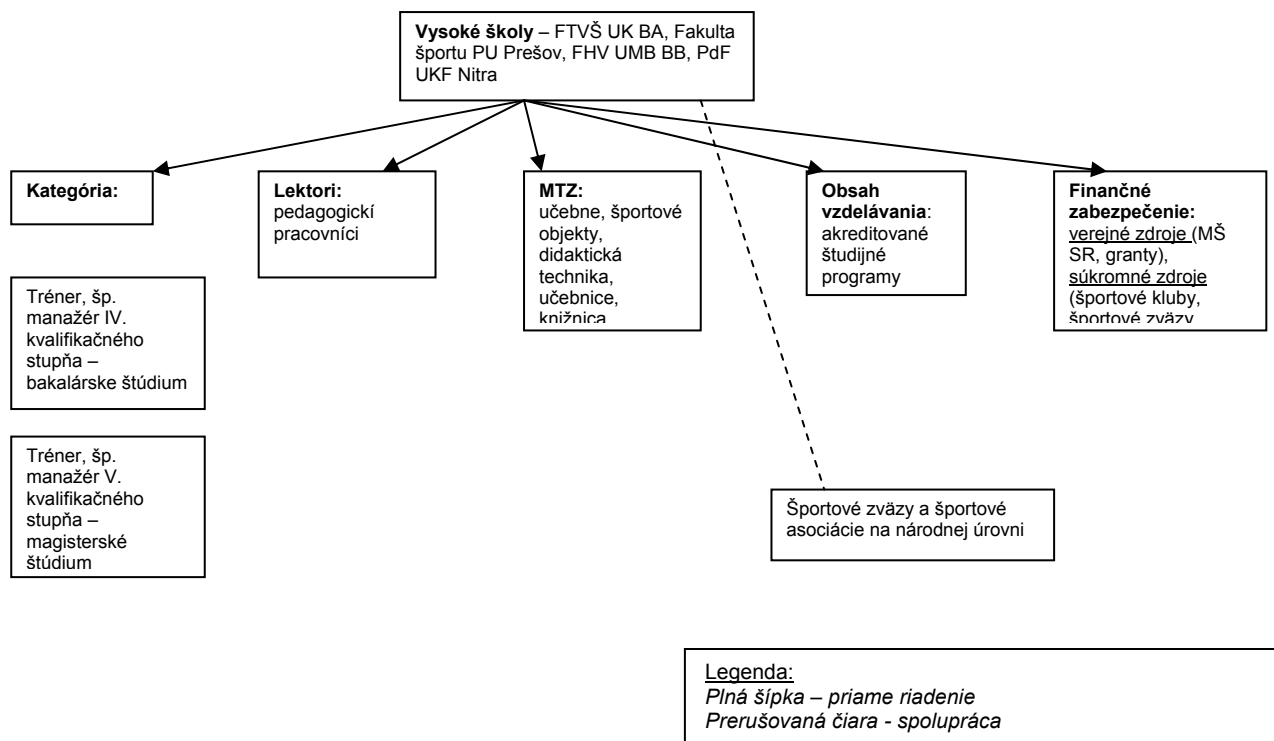 Vysoké školy – FTVŠ UK BA, Fakulta
športu PU Prešov, FHV UMB BB, PdF
UKF Nitra
Kategória:
Lektori:
pedagogickí
pracovníci
MTZ:
učebne, športové
objekty,
didaktická
technika,
učebnice,
knižnica
Obsah
vzdelávania:
akreditované
študijné
programy
Finančné
zabezpečenie:
verejné zdroje (MŠ
SR, granty),
súkromné zdroje
(športové kluby,
športové zväzy
Tréner, šp.
manažér IV.
kvalifikačného
stupňa –
bakalárske štúdium
Tréner, šp.
manažér V.
kvalifikačného
stupňa –
magisterské
štúdium
Športové zväzy a športové
asociácie na národnej úrovni
Legenda:
Plná šípka – priame riadenie
Prerušovaná čiara - spolupráca